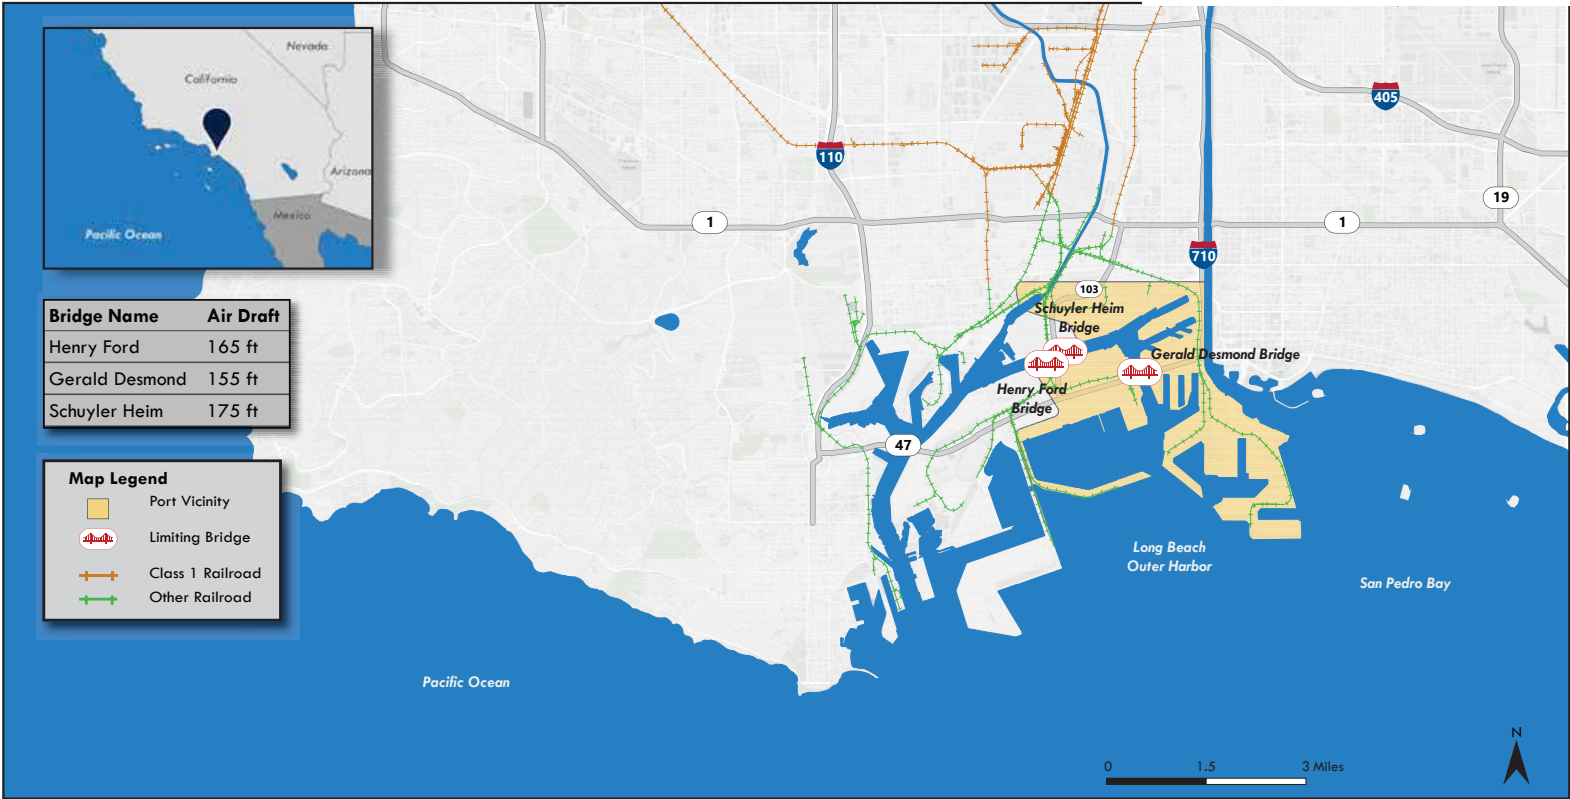 Nevada
California
Arizona
Mexico
Pacific Ocean
Bridge Name Air Draft
Henry Ford 165 ft
Gerald Desmond 155 ft
Schuyler Heim 175 ft
Map Legend
Port Vicinity
Limiting Bridge
Class 1 Railroad
Other Railroad
405
110
19
1
1
710
103
Schuyler Heim
Bridge
Gerald Desmond Bridge
Henry Ford
Bridge
47
Long Beach
Outer Harbor
San Pedro Bay
Pacific Ocean
N
0 1.5 3 Miles